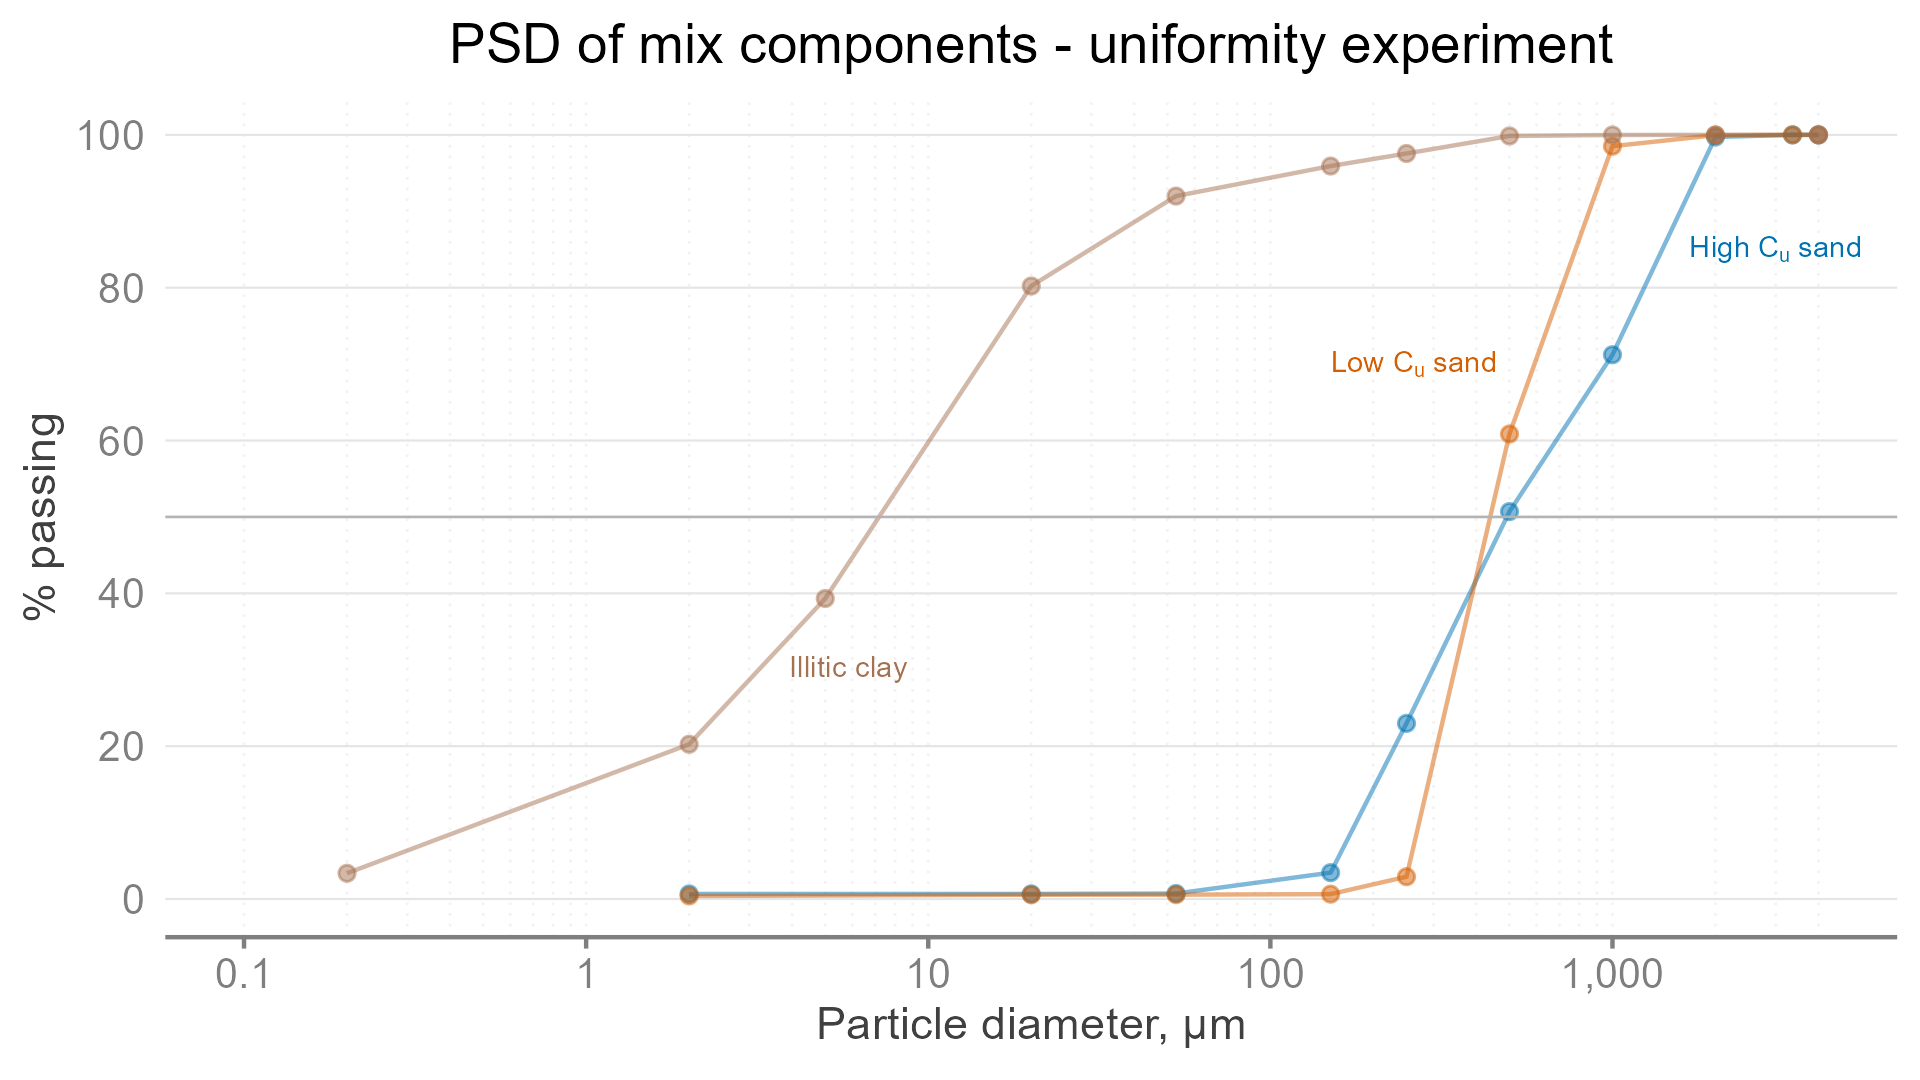 PSD of mix components - uniformity experiment
100
High Cᵤ sand
80
Low Cᵤ sand
60
% passing
40
Illitic clay
20
0
0.1 1 10 100 1,000
Particle diameter, μm